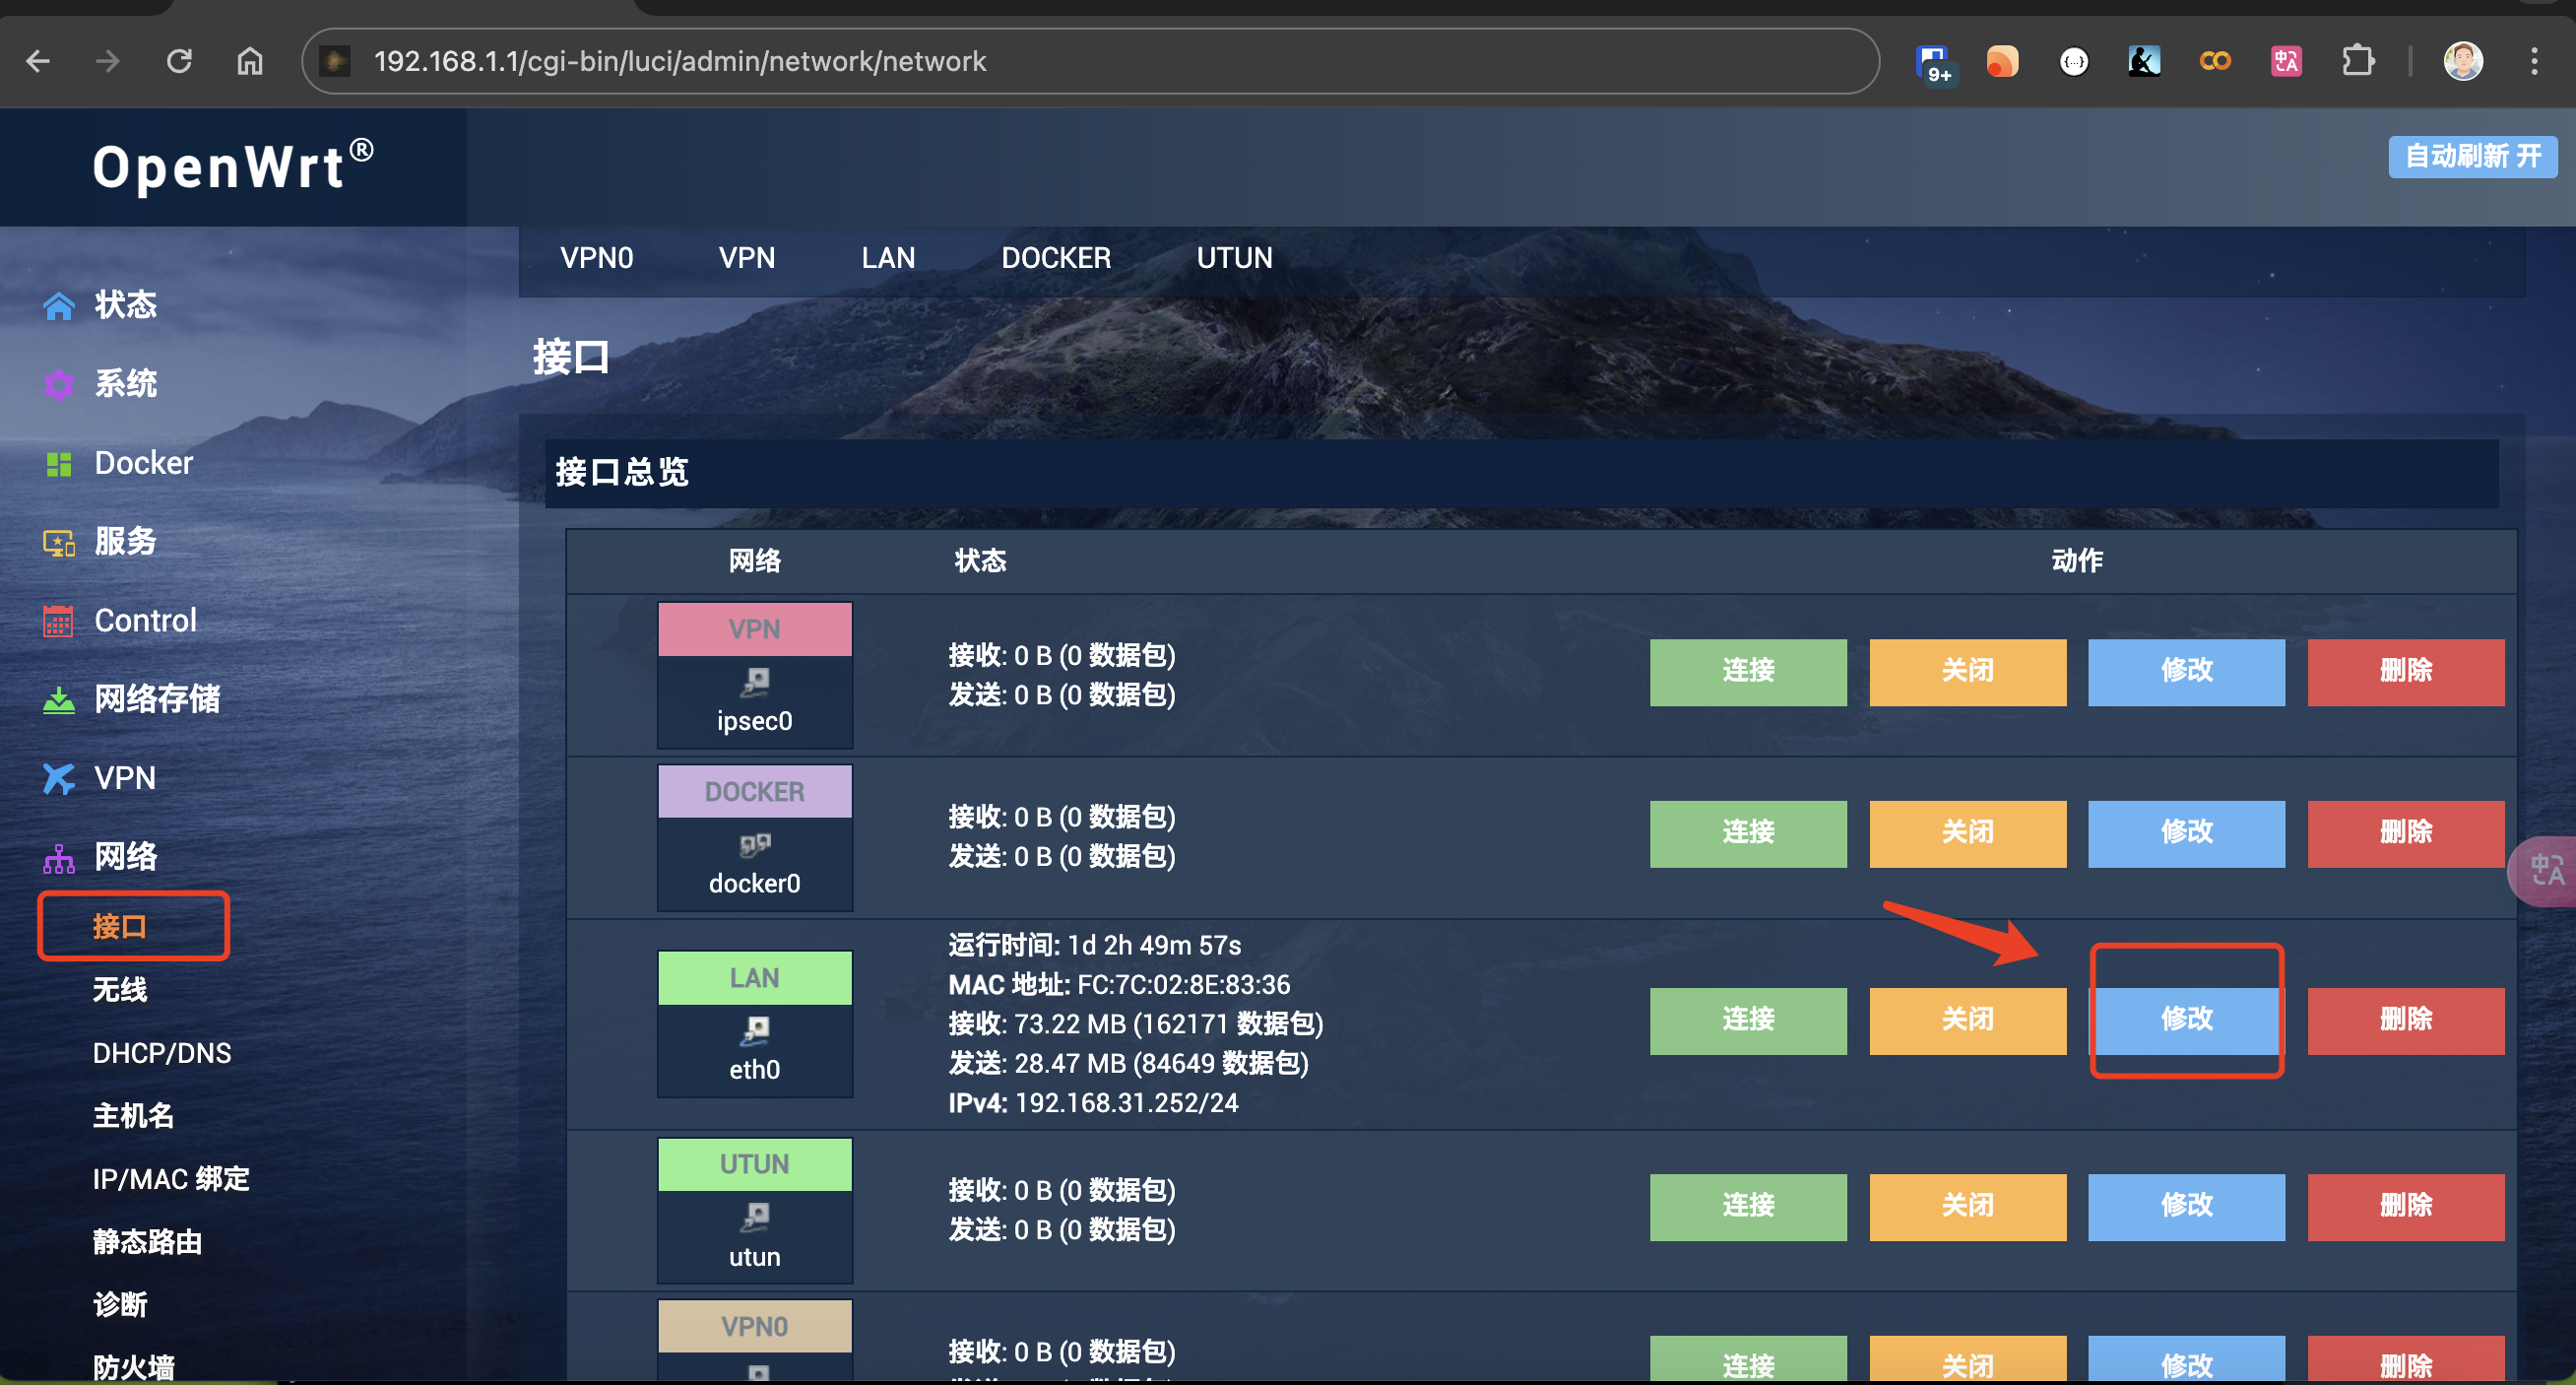 192.168.1.1/cgi-bin/luci/admin/network/network
9+
OpenWrt®
自动刷新 开
VPN0 VPN LAN DOCKER UTUN
状态
系统
Docker
服务
Control
网络存储
VPN
网络
接口
无线
DHCP/DNS
主机名
IP/MAC 绑定
静态路由
诊断
防火墙
接口
接口总览
网络 状态 动作
VPN
ipsec0
接收: 0 B (0 数据包)
发送: 0 B (0 数据包)
连接 关闭 修改 删除
DOCKER
docker0
接收: 0 B (0 数据包)
发送: 0 B (0 数据包)
连接 关闭 修改 删除
LAN
eth0
运行时间: 1d 2h 49m 57s
MAC 地址: FC:7C:02:8E:83:36
接收: 73.22 MB (162171 数据包)
发送: 28.47 MB (84649 数据包)
IPv4: 192.168.31.252/24
连接 关闭 修改 删除
UTUN
utun
接收: 0 B (0 数据包)
发送: 0 B (0 数据包)
连接 关闭 修改 删除
VPN0
接收: 0 B (0 数据包)
连接 关闭 修改 删除